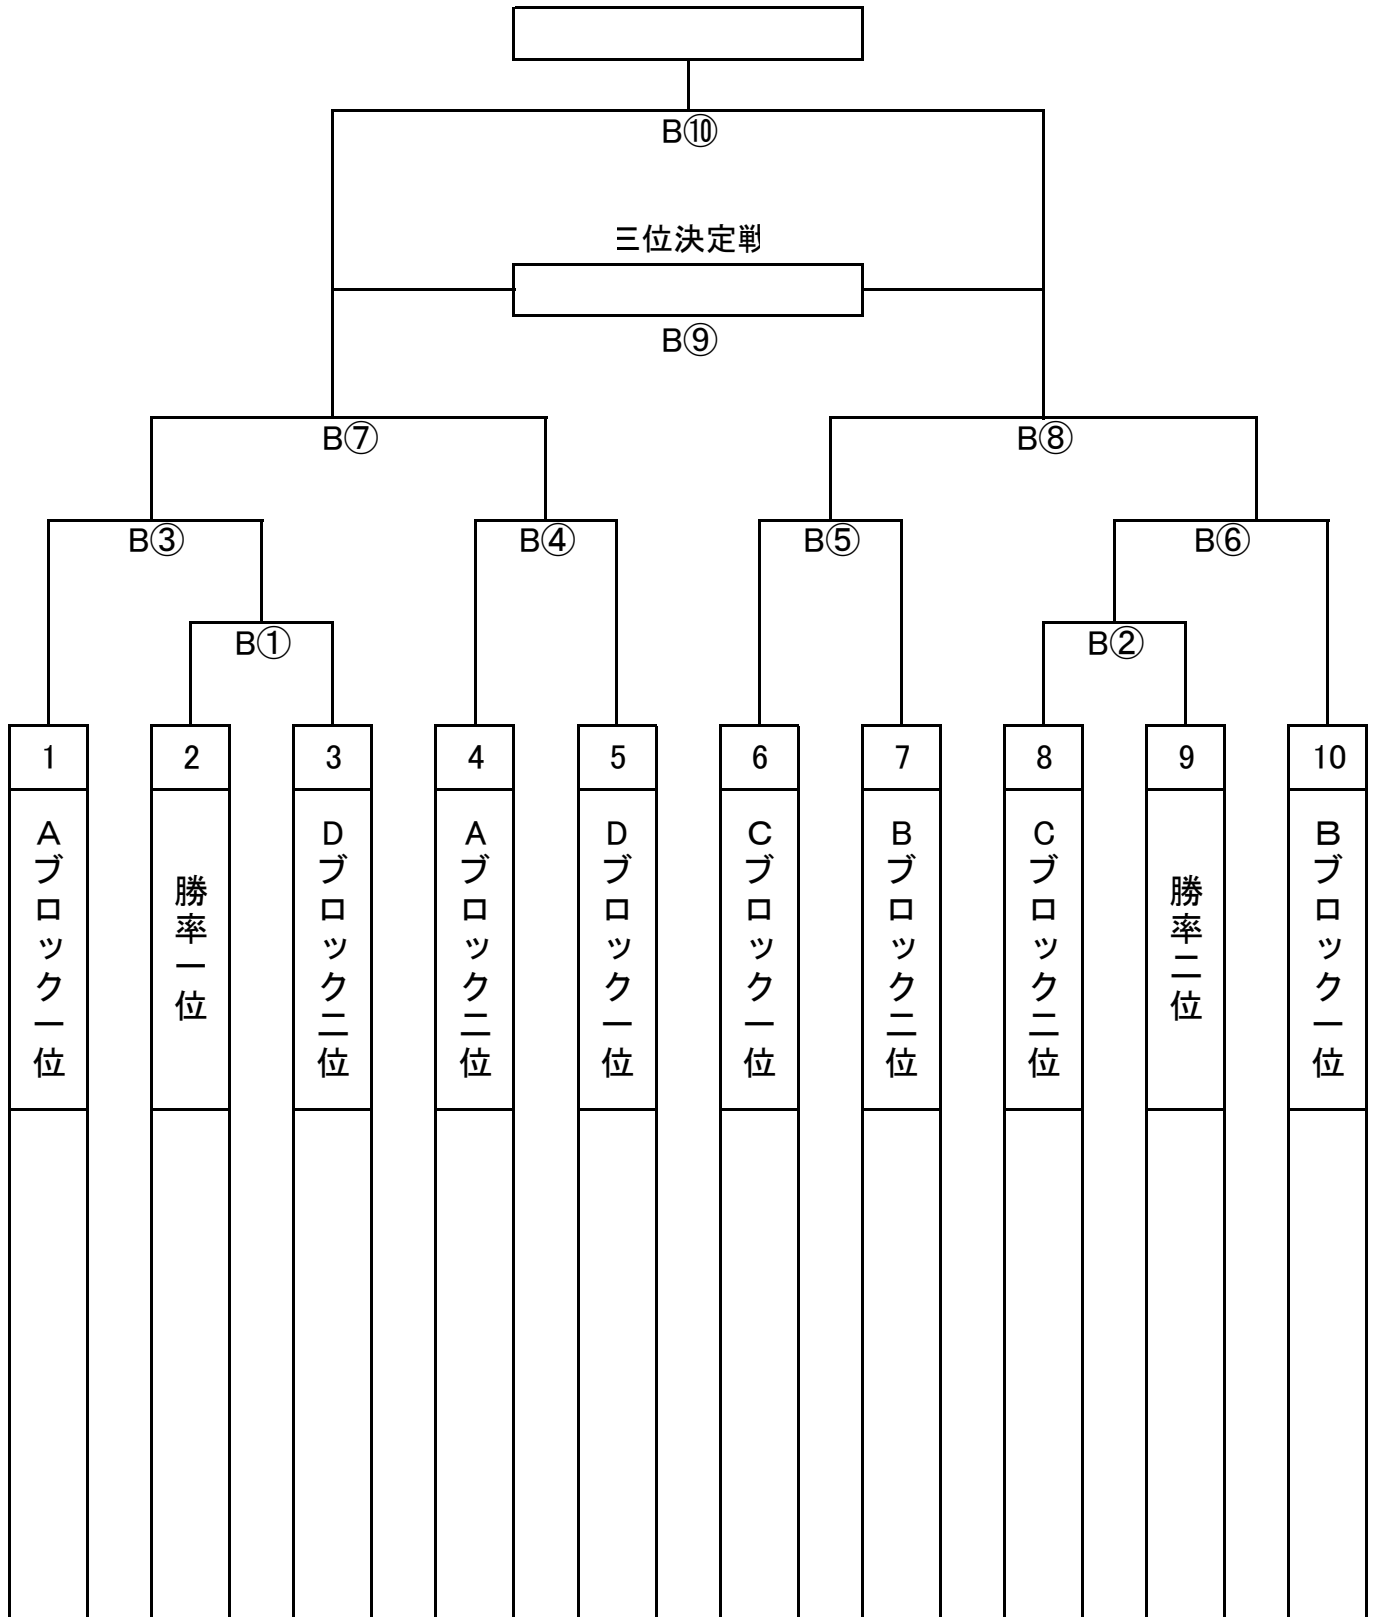 B⑩
三位決定戦
B⑨
B⑦
B⑧
B③
B④
B⑤
B⑥
B①
B②
1
2
3
4
5
6
7
8
9
10
Aブロック一位
勝率一位
Dブロック二位
Aブロック二位
Dブロック一位
Cブロック一位
Bブロック二位
Cブロック二位
勝率二位
Bブロック一位